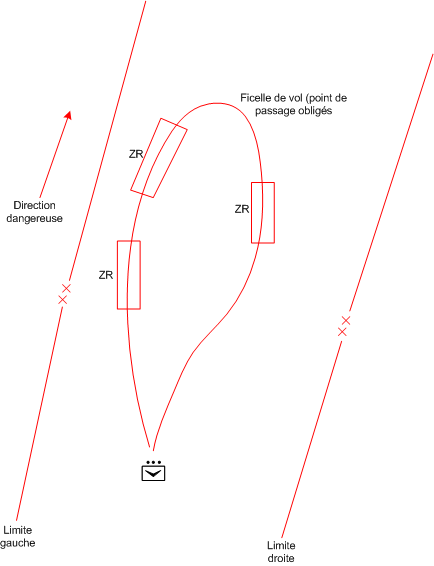 Ficelle de vol (point de
passage obligés
ZR
Direction
dangereuse
ZR
ZR
Limite
gauche
Limite
droite